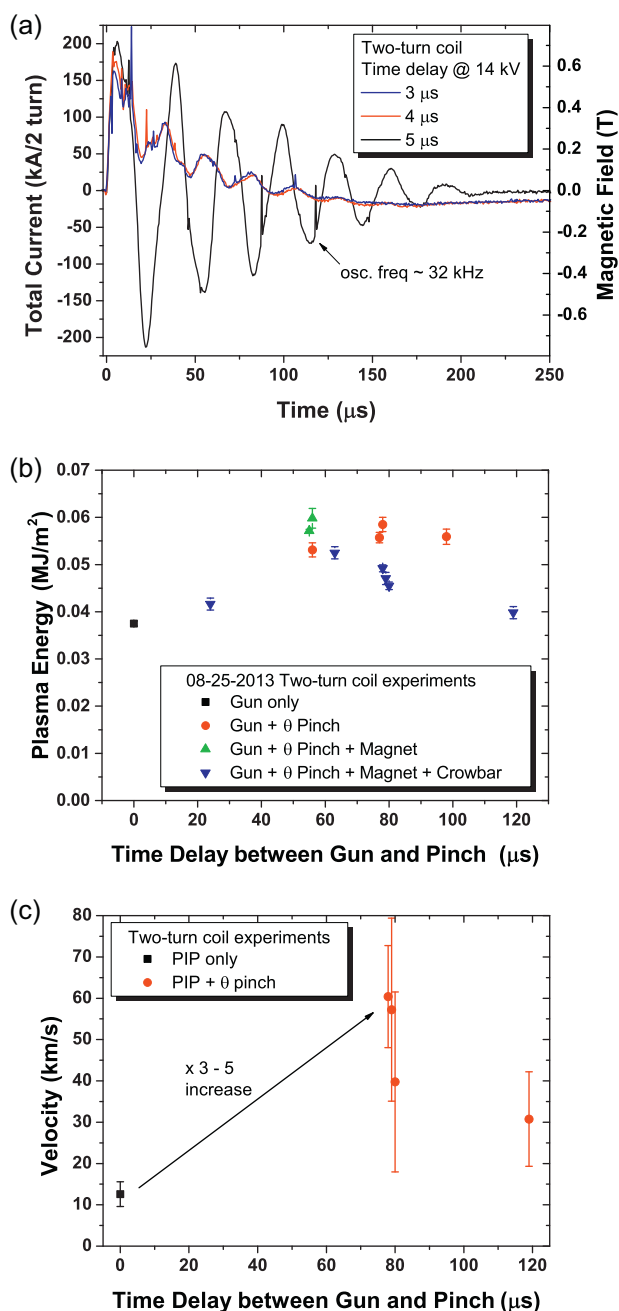 (a)
Two-turn coil
Time delay @ 14 kV
3 μs
4 μs
5 μs
200
150
100
50
0
-50
-100
-150
-200
Total Current (kA/2 turn)
0.6
0.4
0.2
0.0
-0.2
-0.4
-0.6
Magnetic Field (T)
osc. freq ~ 32 kHz
0 50 100 150 200 250
Time (μs)
(b)
0.07
0.06
0.05
0.04
0.03
0.02
0.01
0.00
Plasma Energy (MJ/m²)
08-25-2013 Two-turn coil experiments
Gun only
Gun + θ Pinch
Gun + θ Pinch + Magnet
Gun + θ Pinch + Magnet + Crowbar
0 20 40 60 80 100 120
Time Delay between Gun and Pinch (μs)
(c)
80
70
60
50
40
30
20
10
0
Velocity (km/s)
Two-turn coil experiments
PIP only
PIP + θ pinch
x 3 - 5
increase
0 20 40 60 80 100 120
Time Delay between Gun and Pinch (μs)